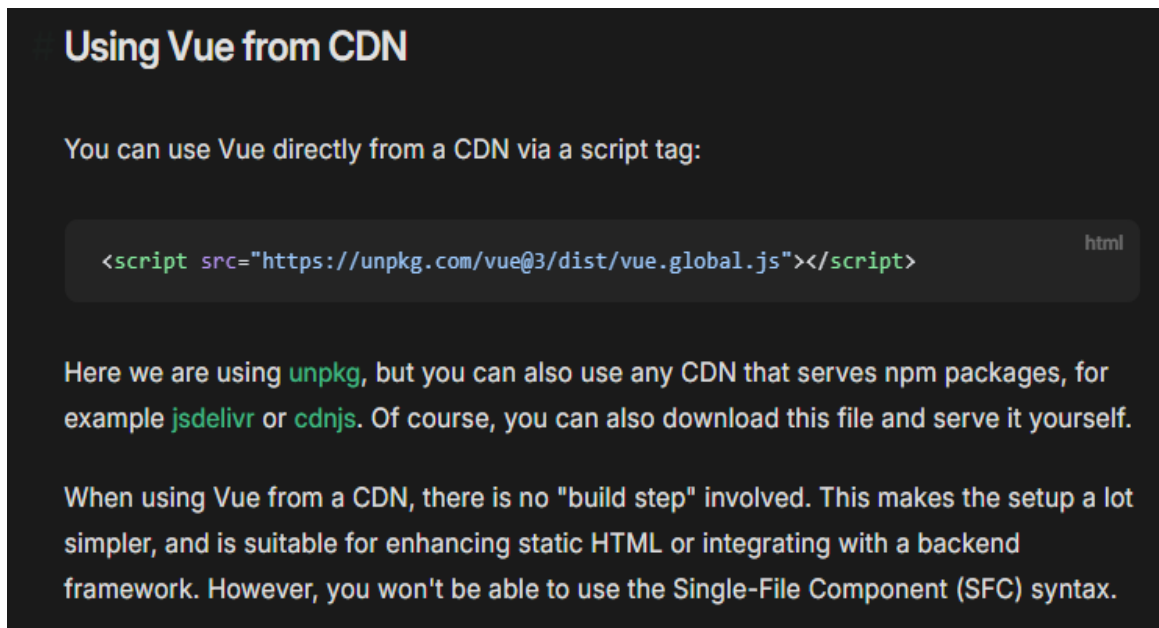 # Using Vue from CDN
You can use Vue directly from a CDN via a script tag:
html
<script src="https://unpkg.com/vue@3/dist/vue.global.js"></script>
Here we are using unpkg, but you can also use any CDN that serves npm packages, for
example jsdelivr or cdnjs. Of course, you can also download this file and serve it yourself.
When using Vue from a CDN, there is no "build step" involved. This makes the setup a lot
simpler, and is suitable for enhancing static HTML or integrating with a backend
framework. However, you won't be able to use the Single-File Component (SFC) syntax.